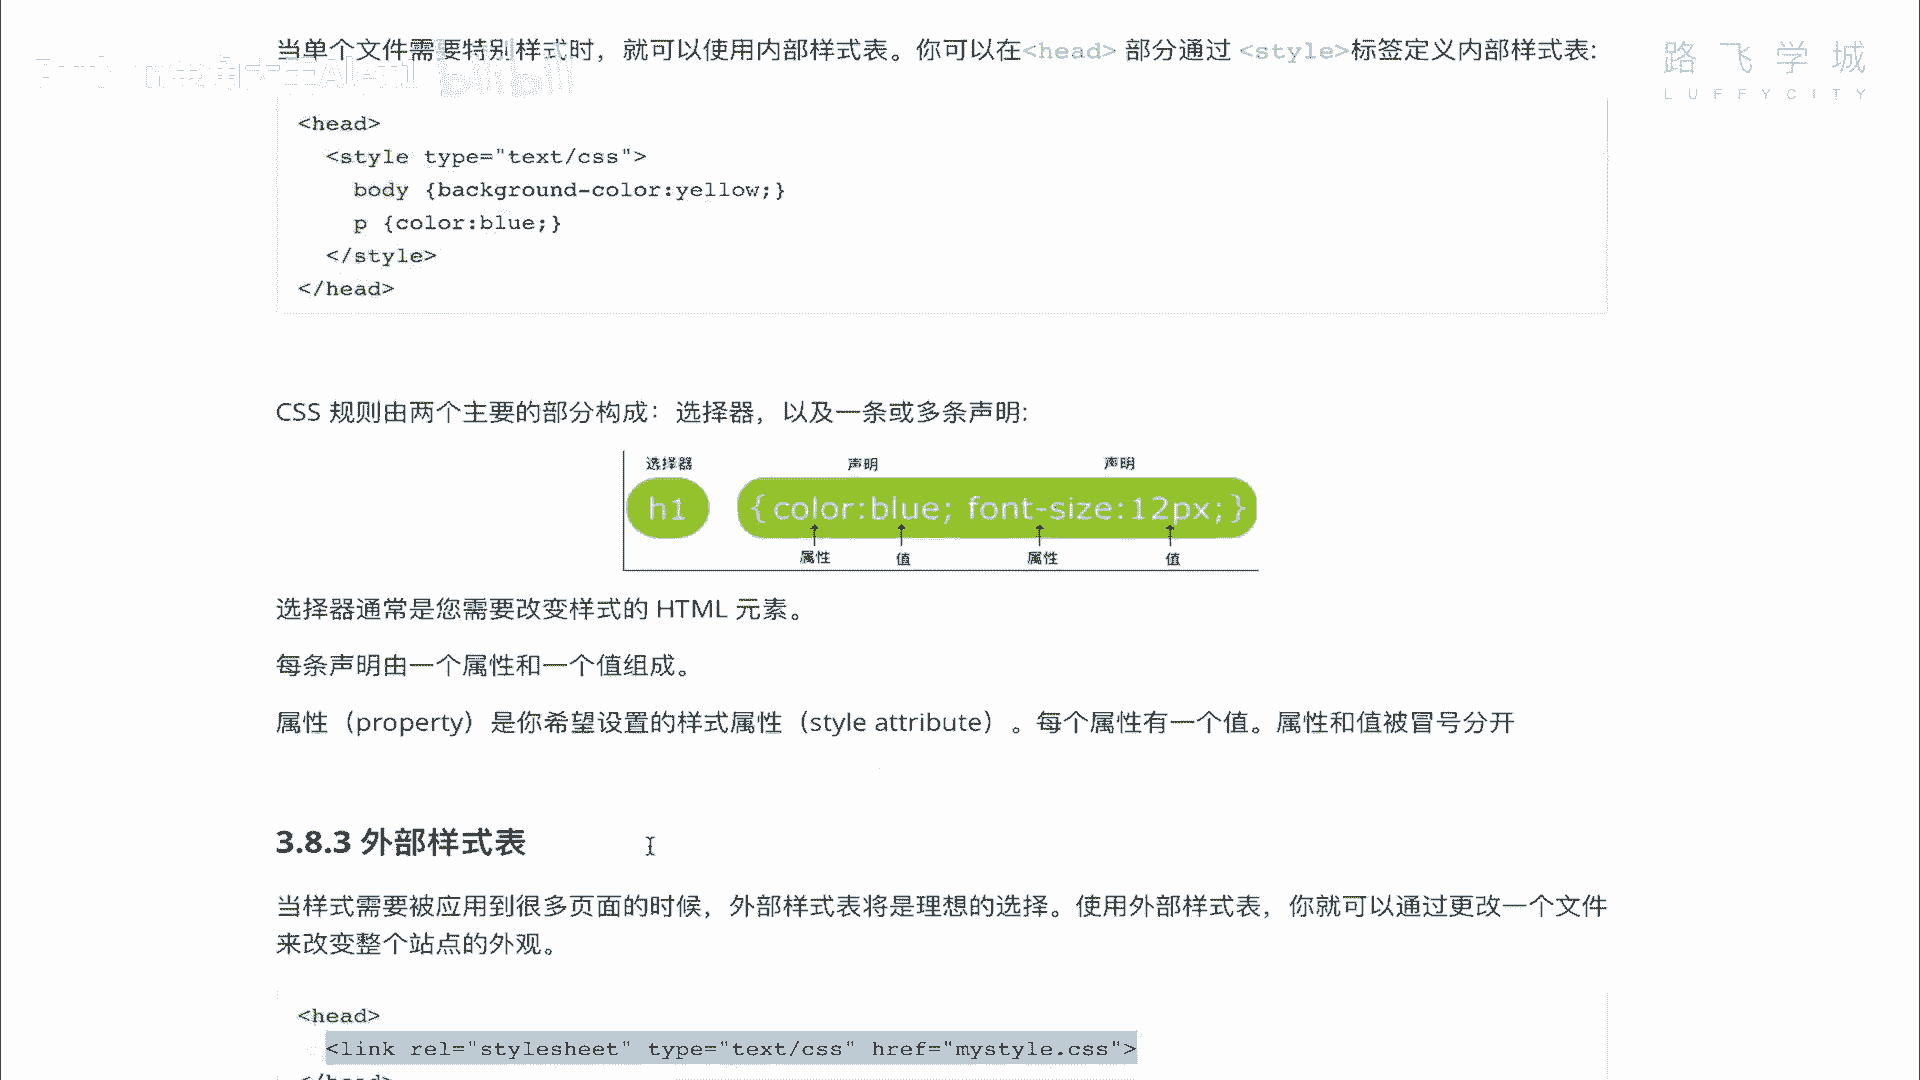 当单个文件需要特别样式时，就可以使用内部样式表。你可以在<head> 部分通过 <style>标签定义内部样式表:
路飞学城
LUFFYCITY
<head>
<style type="text/css">
body {background-color:yellow;}
p {color:blue;}
</style>
</head>
CSS 规则由两个主要的部分构成：选择器，以及一条或多条声明:
选择器 声明 声明
h1 {color:blue; font-size:12px;}
属性 值 属性 值
选择器通常是您需要改变样式的 HTML 元素。
每条声明由一个属性和一个值组成。
属性（property）是你希望设置的样式属性（style attribute）。每个属性有一个值。属性和值被冒号分开
3.8.3 外部样式表
当样式需要被应用到很多页面的时候，外部样式表将是理想的选择。使用外部样式表，你就可以通过更改一个文件
来改变整个站点的外观。
<head>
<link rel="stylesheet" type="text/css" href="mystyle.css">